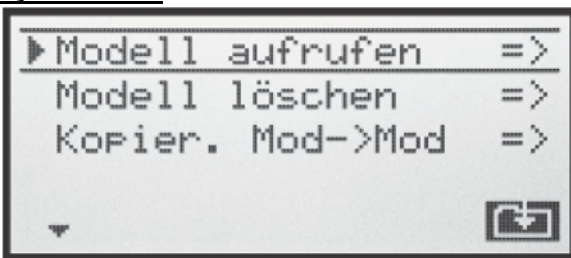 Modell aufrufen =>
Modell löschen =>
Kopier. Mod->Mod =>